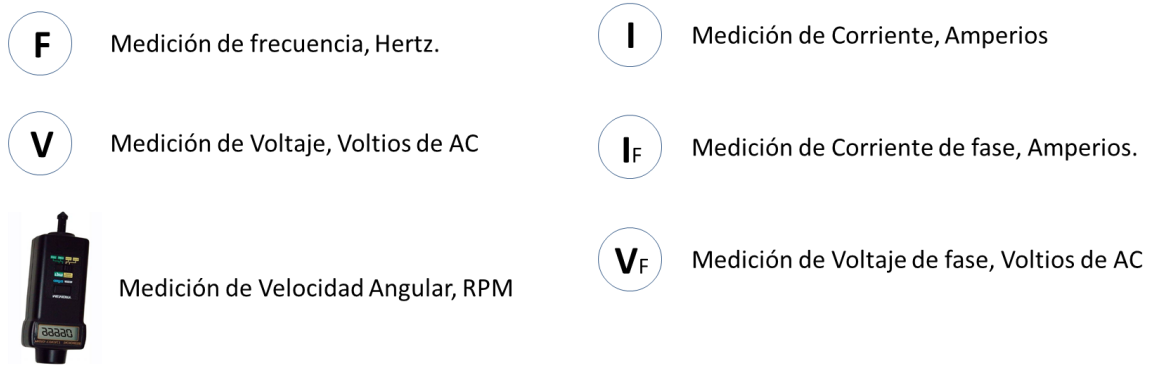 F
Medición de frecuencia, Hertz.
V
Medición de Voltaje, Voltios de AC
Medición de Velocidad Angular, RPM
I
Medición de Corriente, Amperios
IF
Medición de Corriente de fase, Amperios.
VF
Medición de Voltaje de fase, Voltios de AC